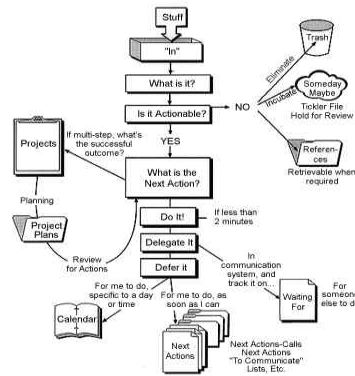 Stuff
"In"
What is it?
Is it Actionable?
NO
Eliminate
Trash
Incubate
Someday
Maybe
Tickler File
Hold for Review
Referen-
ces
Retrievable when
required
YES
If multi-step, what's
the successful
outcome?
Projects
Planning
Project
Plans
Review
for Actions
What is the
Next Action?
Do It!
If less than
2 minutes
Delegate It
In
communication
system, and
track it on...
Waiting
For
For
someon
else to d
Defer it
For me to do,
specific to a day
or time
Calendar
For me to do, as
soon as I can
Next
Actions
Next Actions-Calls
Next Actions
"To Communicate"
Lists, Etc.